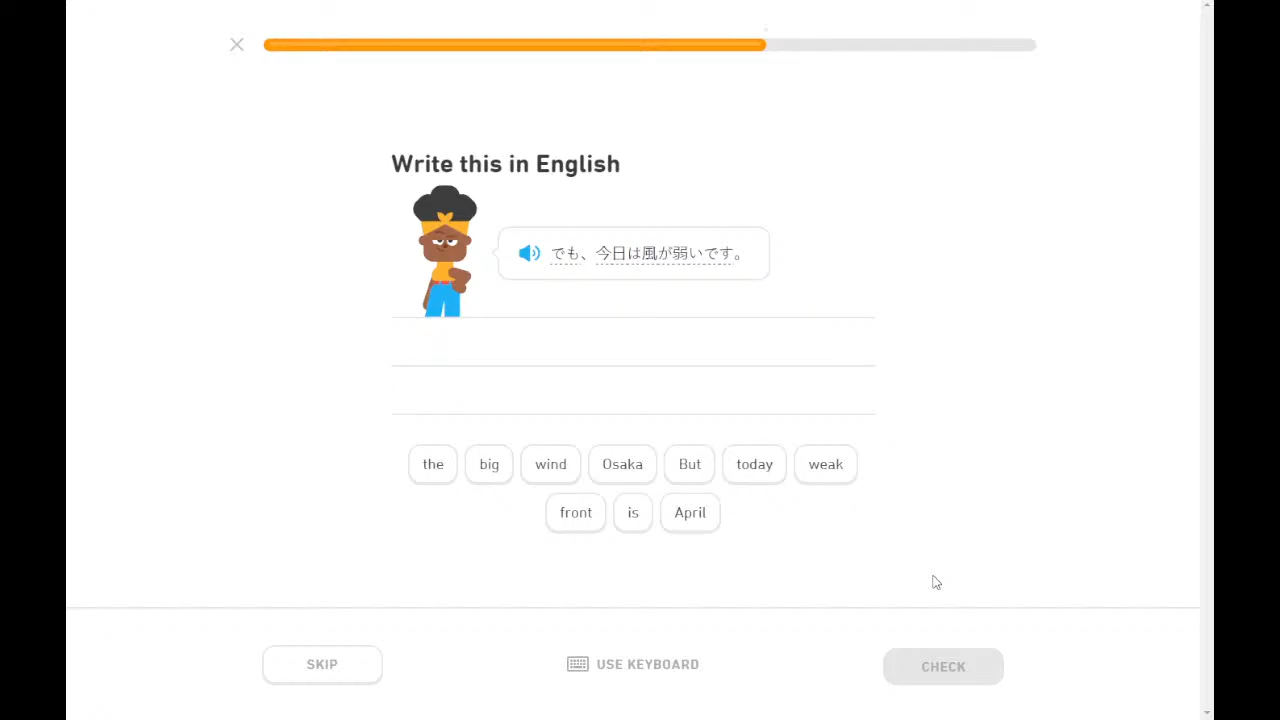 Write this in English
でも、今日は風が弱いです。
the big wind Osaka But today weak
front is April
SKIP USE KEYBOARD CHECK